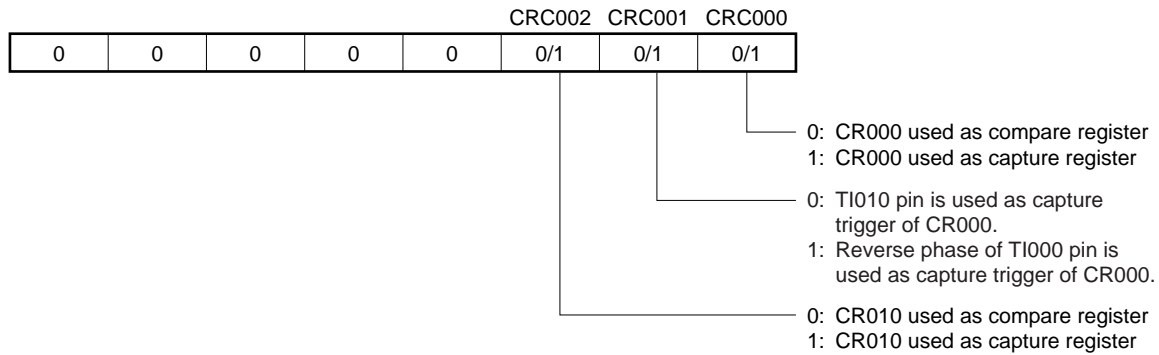 CRC002 CRC001 CRC000
0 0 0 0 0 0/1 0/1 0/1
0: CR000 used as compare register
1: CR000 used as capture register
0: TI010 pin is used as capture
trigger of CR000.
1: Reverse phase of TI000 pin is
used as capture trigger of CR000.
0: CR010 used as compare register
1: CR010 used as capture register